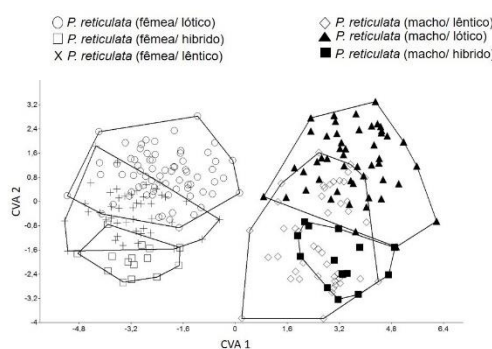 P. reticulata (fêmea/ lótico)
P. reticulata (fêmea/ hibrido)
P. reticulata (fêmea/ lêntico)
P. reticulata (macho/ lêntico)
P. reticulata (macho/ lótico)
P. reticulata (macho/ hibrido)
CVA 2
3.2
2.4
1.6
0.8
0
-0.8
-1.6
-2.4
-3.2
-4
-4,8
-3,2
-1,6
0
1,6
3,2
4,8
6,4
CVA 1